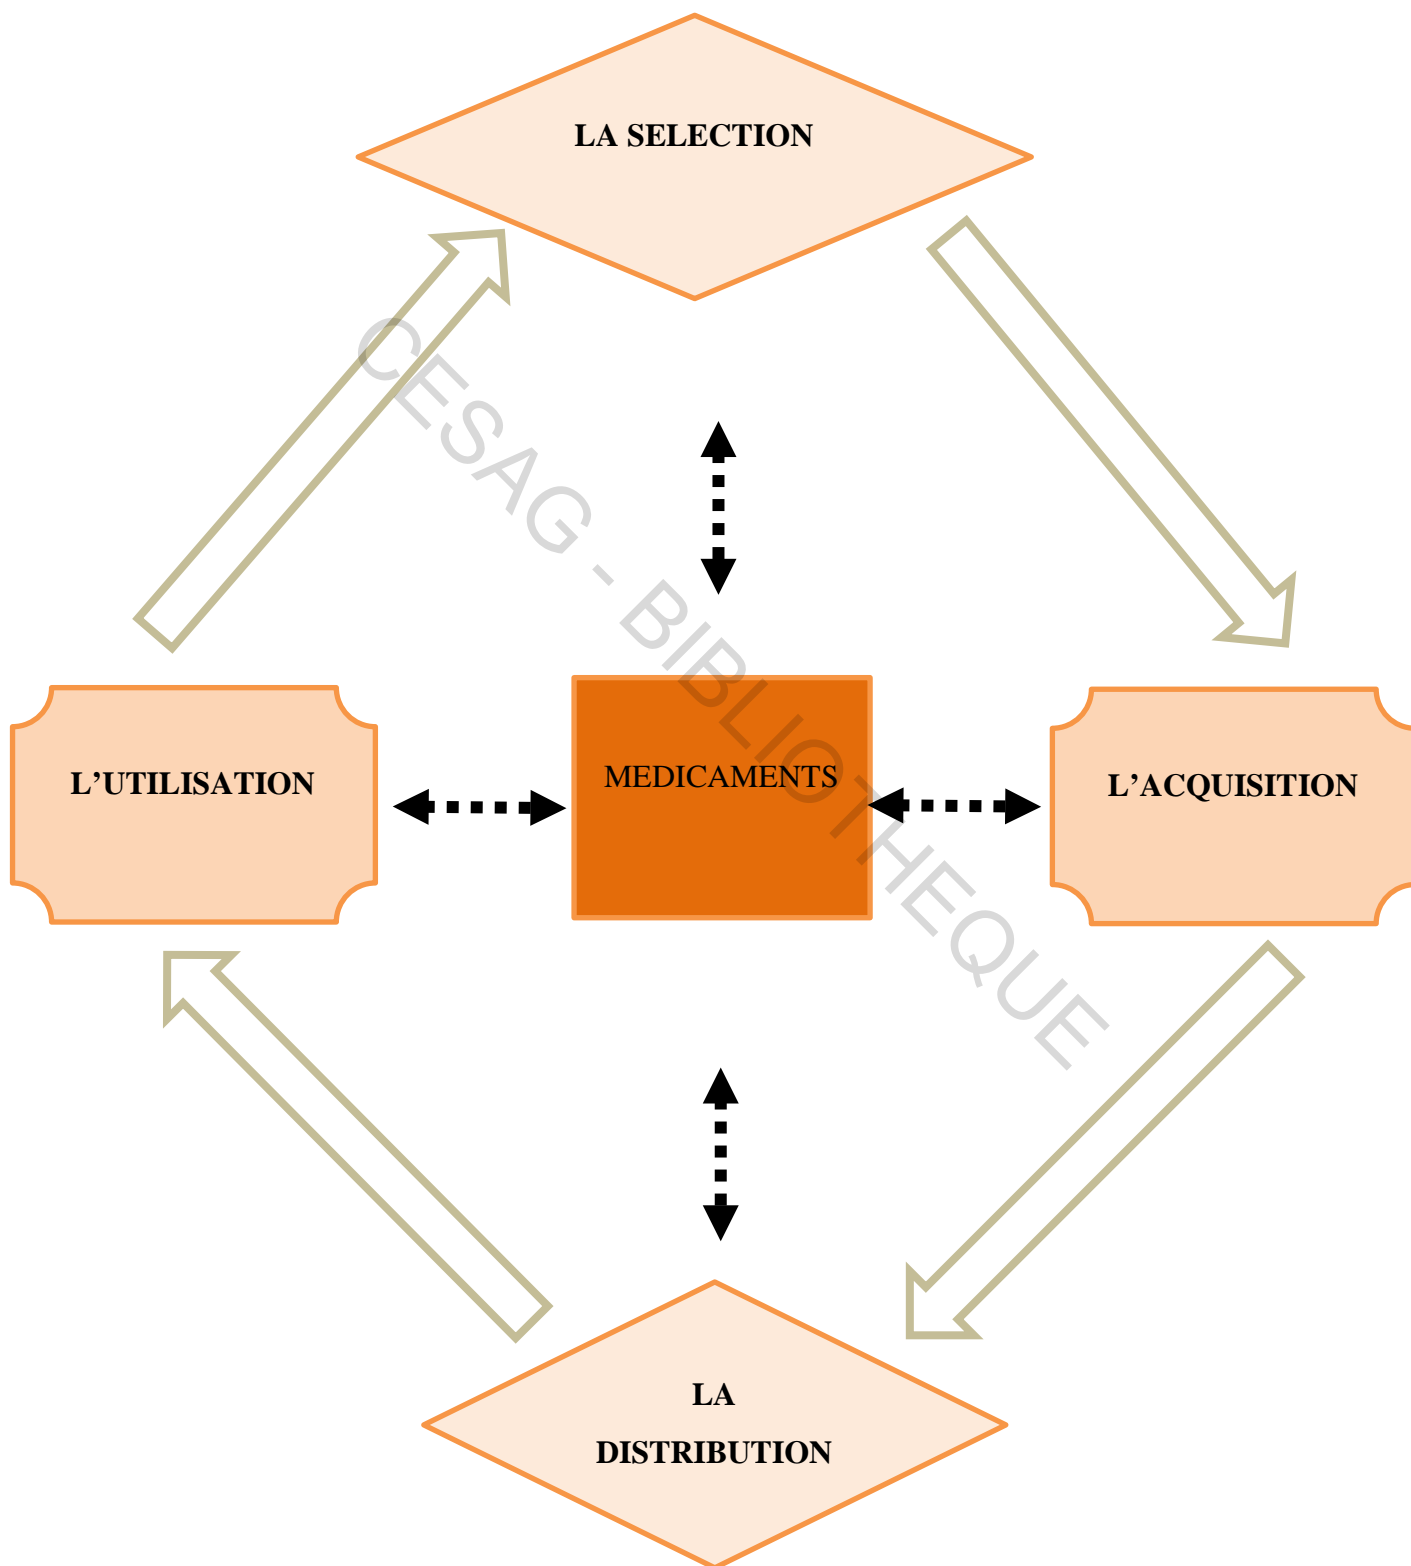 LA SELECTION
CESAG - BIBLIOTHEQUE
L’UTILISATION
MEDICAMENTS
L’ACQUISITION
LA
DISTRIBUTION